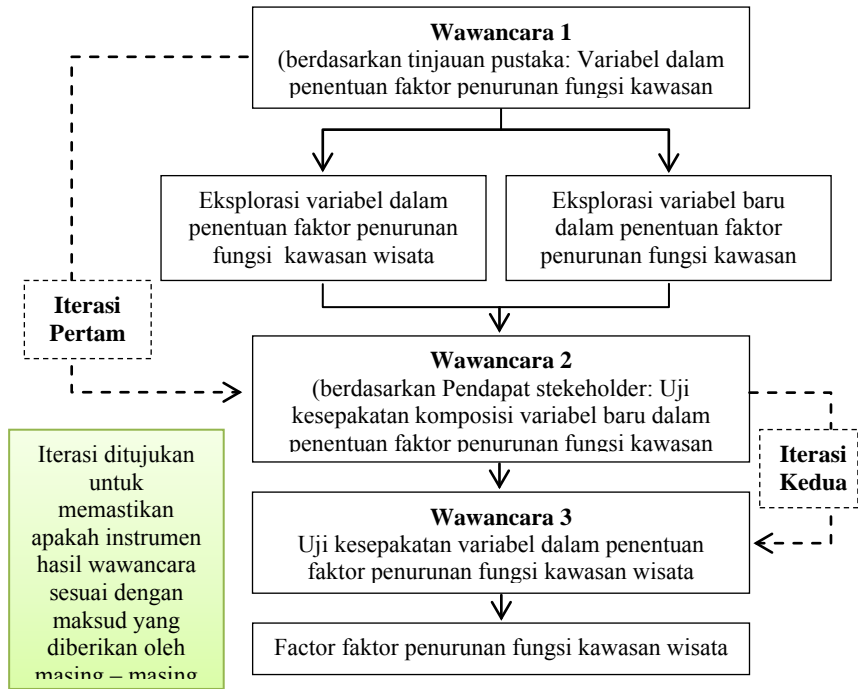 Wawancara 1
(berdasarkan tinjauan pustaka: Variabel dalam
penentuan faktor penurunan fungsi kawasan
Eksplorasi variabel dalam
penentuan faktor penurunan
fungsi kawasan wisata
Eksplorasi variabel baru
dalam penentuan faktor
penurunan fungsi kawasan
Iterasi
Pertam
Wawancara 2
(berdasarkan Pendapat stekeholder: Uji
kesepakatan komposisi variabel baru dalam
penentuan faktor penurunan fungsi kawasan
Iterasi
Kedua
Iterasi ditujukan
untuk
memastikan
apakah instrumen
hasil wawancara
sesuai dengan
maksud yang
diberikan oleh
masing – masing
Wawancara 3
Uji kesepakatan variabel dalam penentuan
faktor penurunan fungsi kawasan wisata
Factor faktor penurunan fungsi kawasan wisata